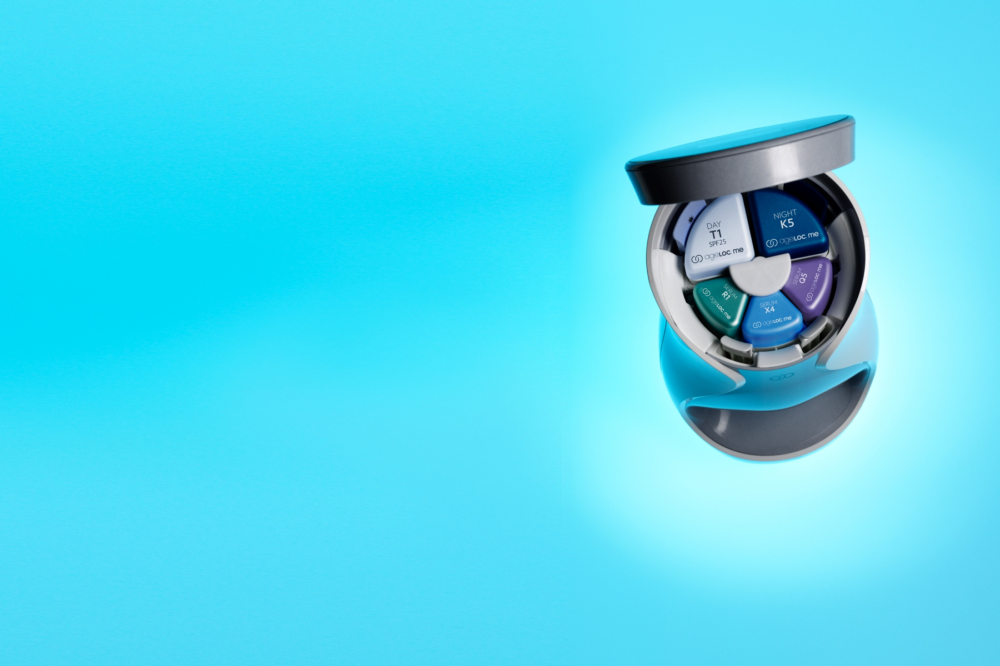 DAY
T1
SPF25
ageLOC me
NIGHT
K5
ageLOC me
SERUM
R1
ageLOC me
SERUM
X4
ageLOC me
SERUM
Q5
ageLOC me